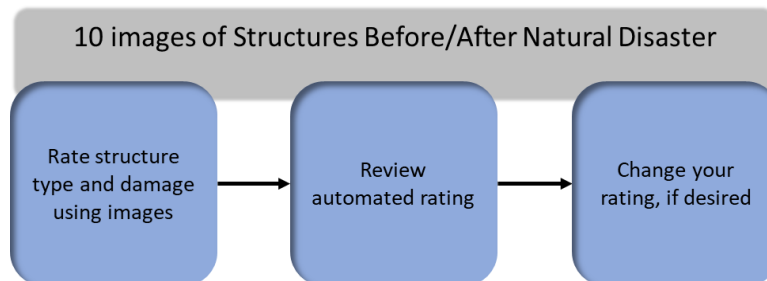 10 images of Structures Before/After Natural Disaster
Rate structure
type and damage
using images
Review
automated rating
Change your
rating, if desired